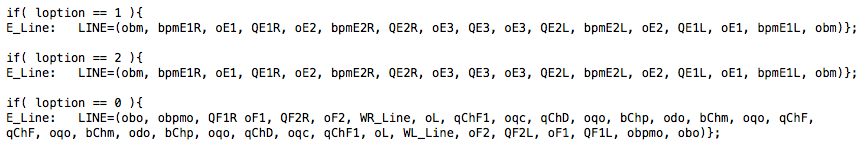 if( loption == 1 ){
E_Line:   LINE=(obm, bpmE1R, oE1, QE1R, oE2, bpmE2R, QE2R, oE3, QE3, oE3, QE2L, bpmE2L, oE2, QE1L, oE1, bpmE1L, obm)};
if( loption == 2 ){
E_Line:   LINE=(obm, bpmE1R, oE1, QE1R, oE2, bpmE2R, QE2R, oE3, QE3, oE3, QE2L, bpmE2L, oE2, QE1L, oE1, bpmE1L, obm)};
if( loption == 0 ){
E_Line:   LINE=(obo, obpmo, QF1R oF1, QF2R, oF2, WR_Line, oL, qChF1, oqc, qChD, oqo, bChp, odo, bChm, oqo, qChF,
qChF, oqo, bChm, odo, bChp, oqo, qChD, oqc, qChF1, oL, WL_Line, oF2, QF2L, oF1, QF1L, obpmo, obo)};